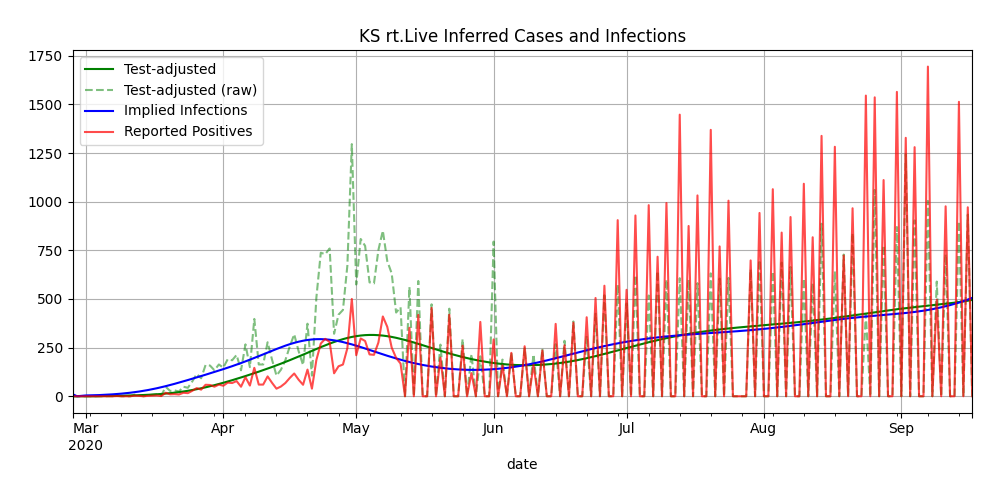 KS rt.Live Inferred Cases and Infections
1750
1500
1250
1000
750
500
250
0
Test-adjusted
Test-adjusted (raw)
Implied Infections
Reported Positives
Mar Apr May Jun Jul Aug Sep
2020
date